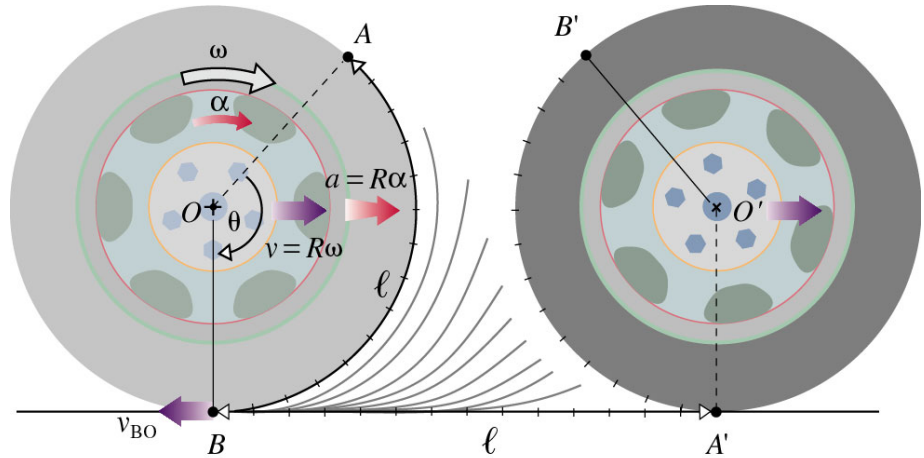 A
B'
ω
α
a = Rα
O
θ
O'
v = Rω
ℓ
v_BO
B
ℓ
A'